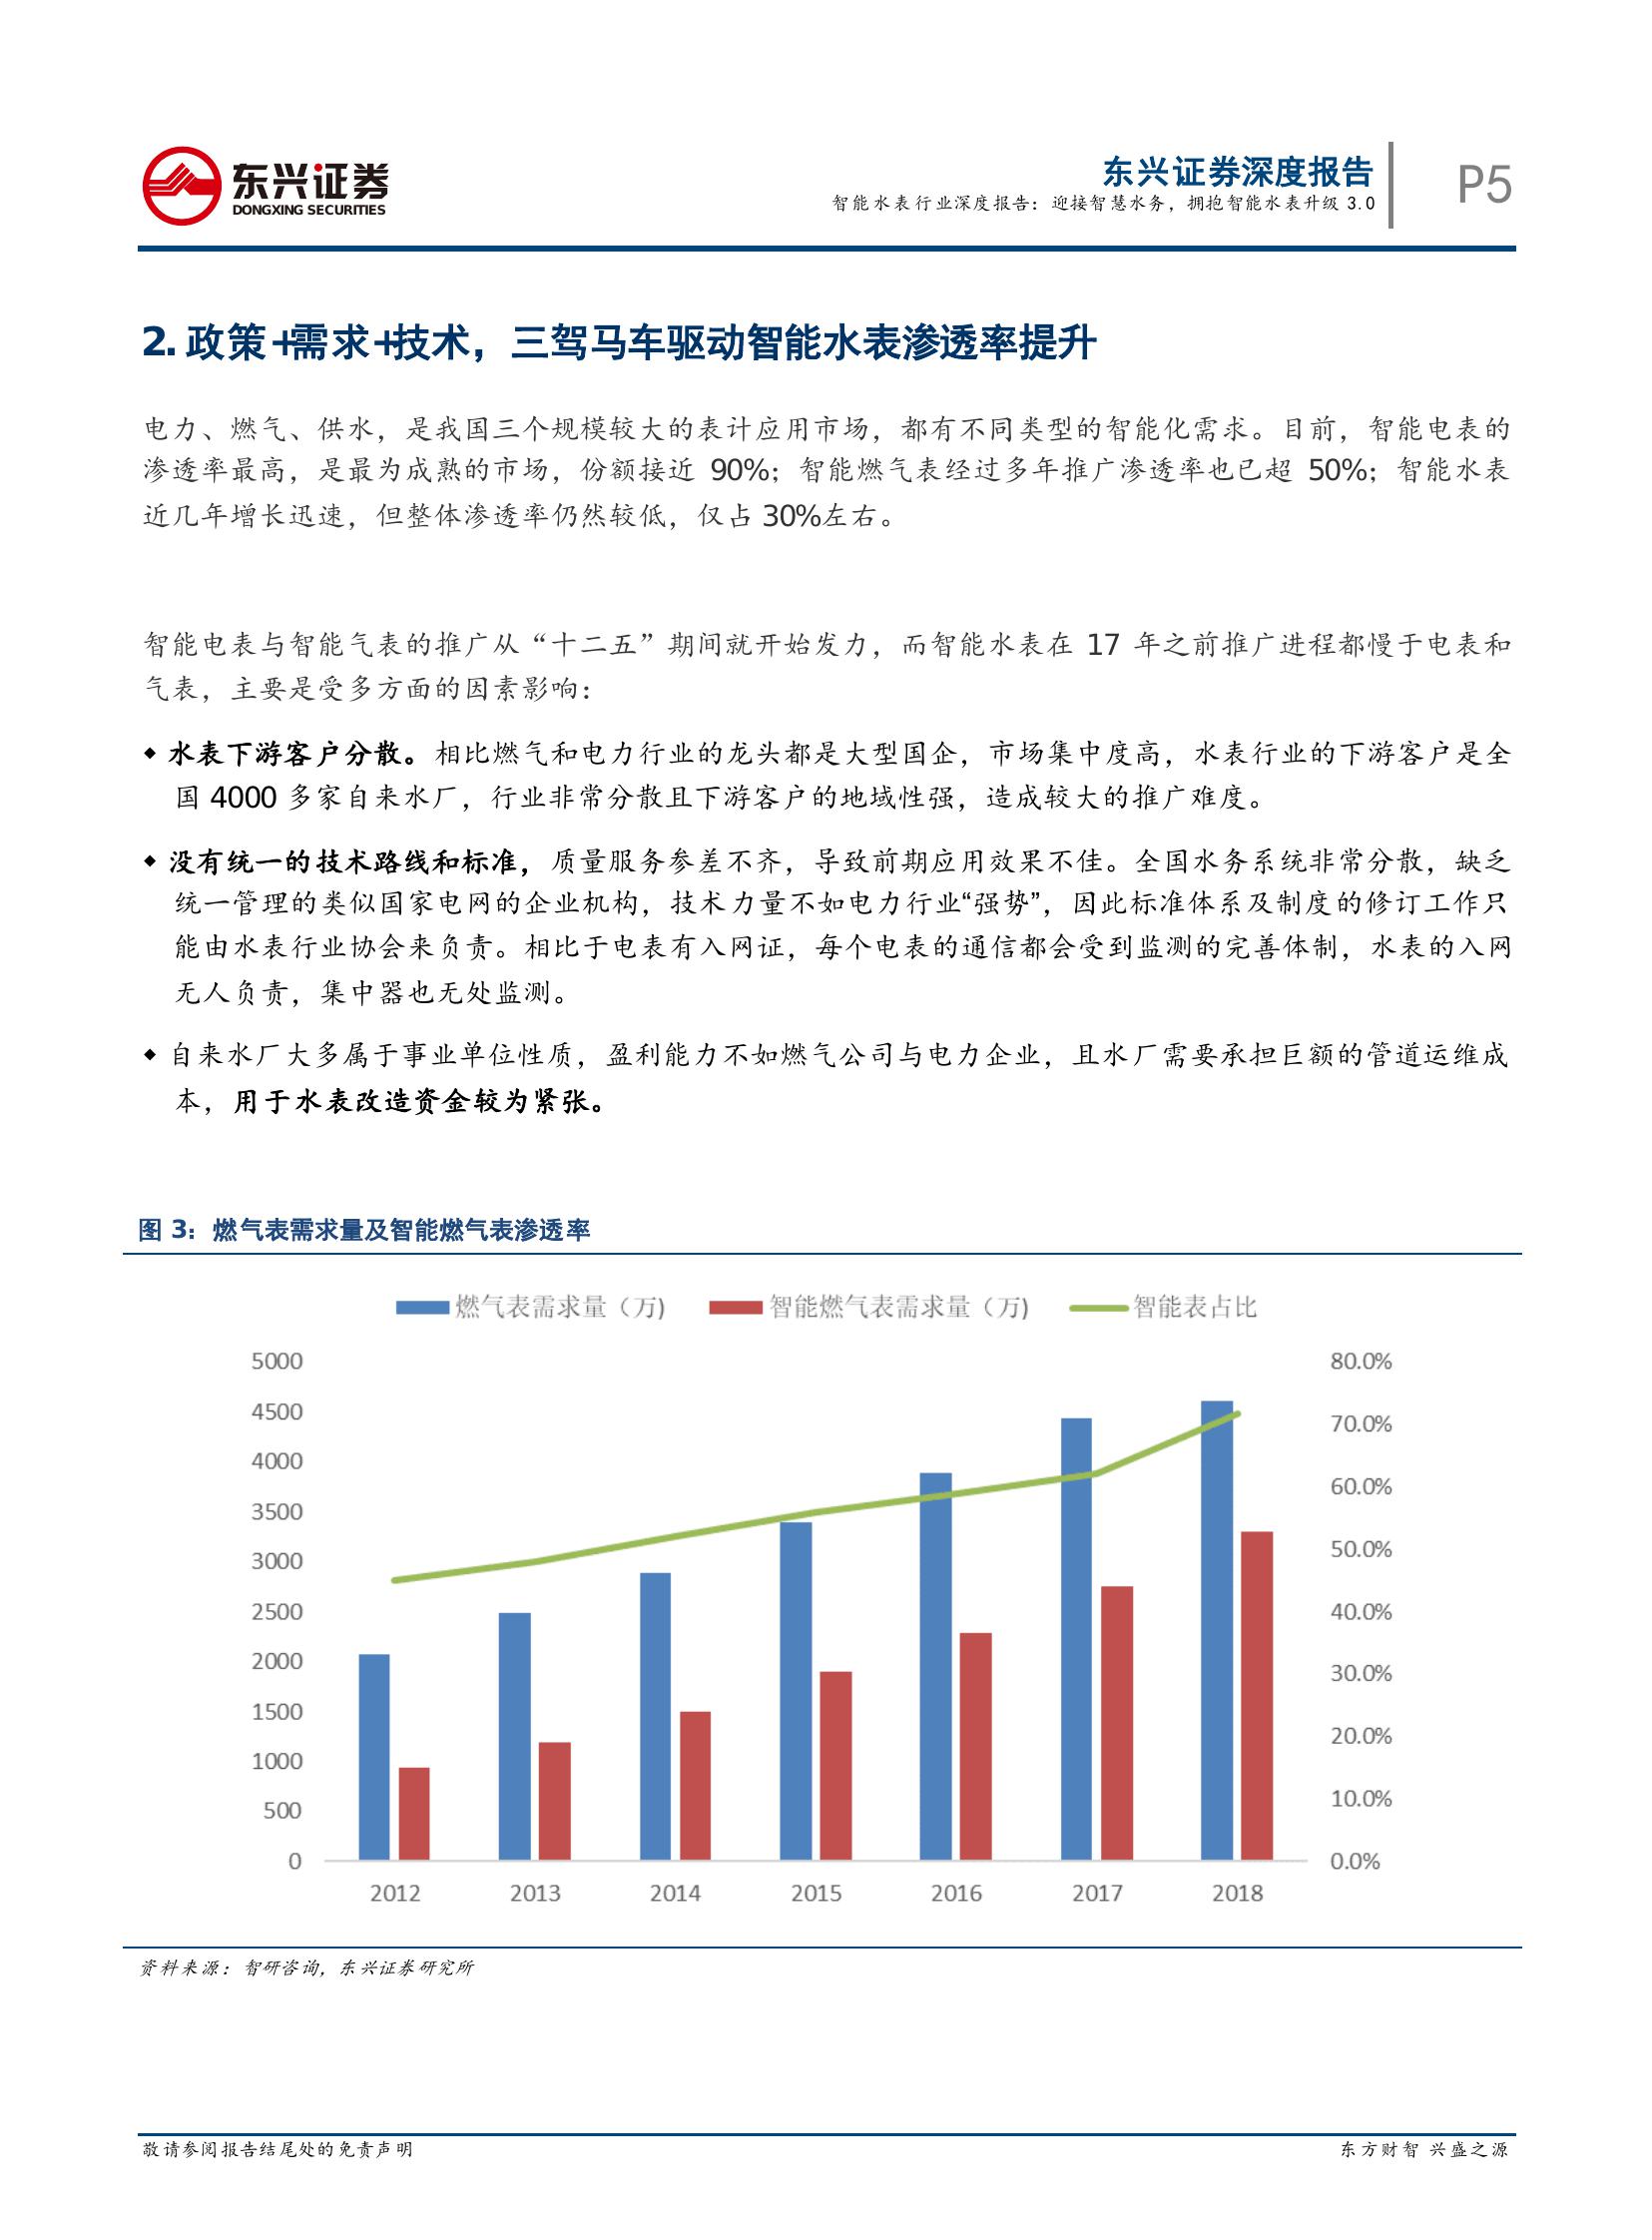 东兴证券
DONGXING SECURITIES
东兴证券深度报告
智能水表行业深度报告：迎接智慧水务，拥抱智能水表升级 3.0
P5
2. 政策+需求+技术，三驾马车驱动智能水表渗透率提升
电力、燃气、供水，是我国三个规模较大的表计应用市场，都有不同类型的智能化需求。目前，智能电表的
渗透率最高，是最为成熟的市场，份额接近 90%；智能燃气表经过多年推广渗透率也已超 50%；智能水表
近几年增长迅速，但整体渗透率仍然较低，仅占 30%左右。
智能电表与智能气表的推广从“十二五”期间就开始发力，而智能水表在 17 年之前推广进程都慢于电表和
气表，主要是受多方面的因素影响：
◆ 水表下游客户分散。相比燃气和电力行业的龙头都是大型国企，市场集中度高，水表行业的下游客户是全
国 4000 多家自来水厂，行业非常分散且下游客户的地域性强，造成较大的推广难度。
◆ 没有统一的技术路线和标准，质量服务参差不齐，导致前期应用效果不佳。全国水务系统非常分散，缺乏
统一管理的类似国家电网的企业机构，技术力量不如电力行业“强势”，因此标准体系及制度的修订工作只
能由水表行业协会来负责。相比于电表有入网证，每个电表的通信都会受到监测的完善体制，水表的入网
无人负责，集中器也无处监测。
◆ 自来水厂大多属于事业单位性质，盈利能力不如燃气公司与电力企业，且水厂需要承担巨额的管道运维成
本，用于水表改造资金较为紧张。
图 3：燃气表需求量及智能燃气表渗透率
燃气表需求量（万) 智能燃气表需求量（万) 智能表占比
5000 80.0%
4500 70.0%
4000 60.0%
3500 50.0%
3000 40.0%
2500 30.0%
2000 20.0%
1500 10.0%
1000 0.0%
500
0
2012 2013 2014 2015 2016 2017 2018
资料来源：智研咨询，东兴证券研究所
敬请参阅报告结尾处的免责声明
东方财智 兴盛之源